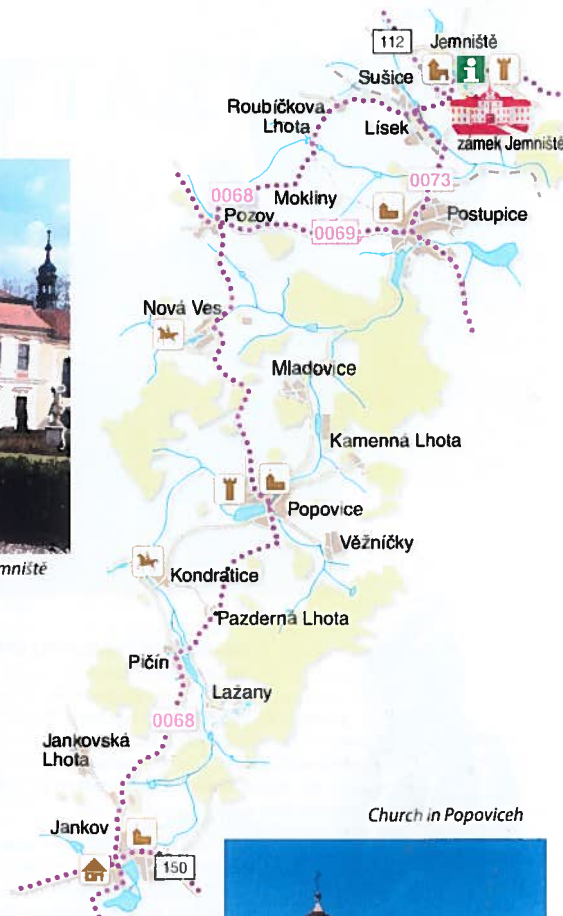 112
Jemniště
Sušice
Roubíčkova
Lhota
Lísek
zámek Jemniště
0068
Mokliny
0073
Pozov
Postupice
0069
Nová Ves
Mladovice
Kamenná Lhota
Popovice
Věžníčky
mniště
Kondratice
Pazderná Lhota
Pičín
Lažany
0068
Jankovská
Lhota
Church in Popoviceh
Jankov
150